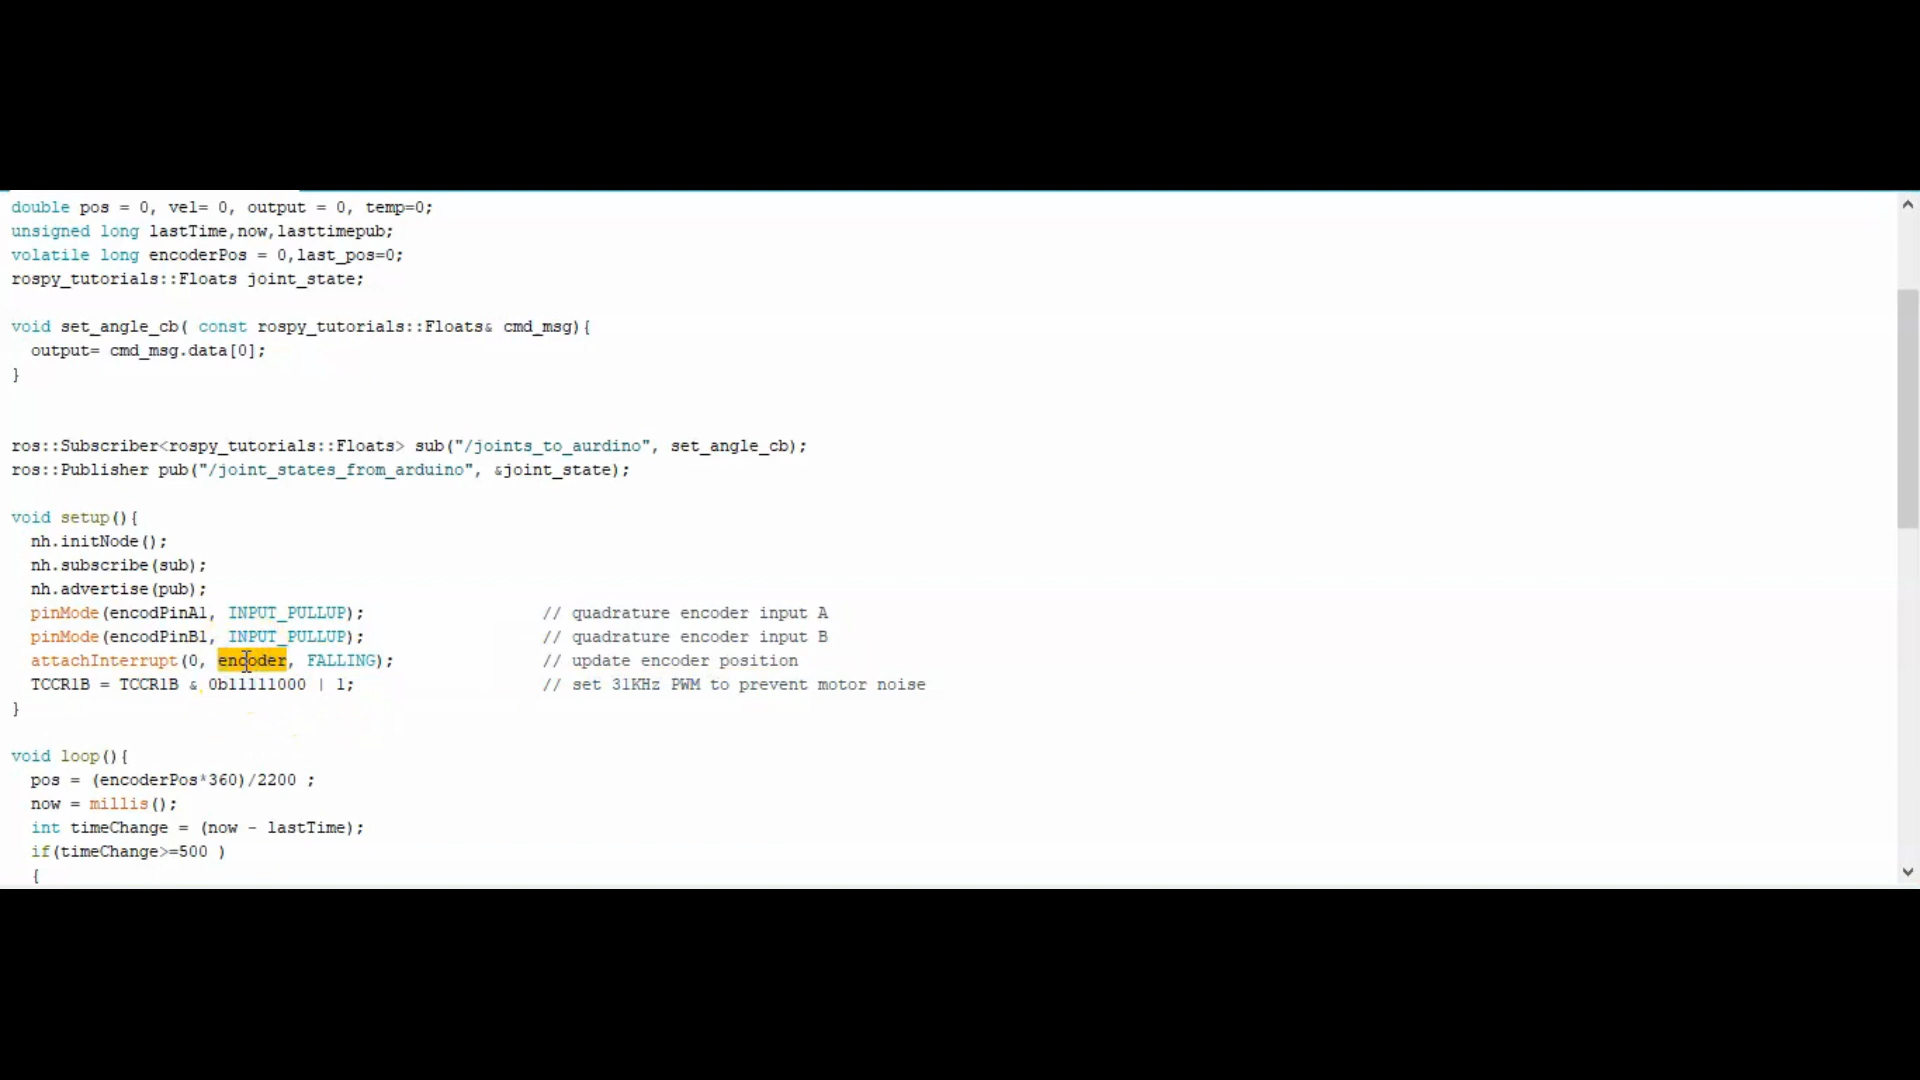 double pos = 0, vel= 0, output = 0, temp=0;
unsigned long lastTime,now,lasttimepub;
volatile long encoderPos = 0,last_pos=0;
rospy_tutorials::Floats joint_state;
void set_angle_cb( const rospy_tutorials::Floats& cmd_msg){
output= cmd_msg.data[0];
}
ros::Subscriber<rospy_tutorials::Floats> sub("/joints_to_aurdino", set_angle_cb);
ros::Publisher pub("/joint_states_from_arduino", &joint_state);
void setup(){
nh.initNode();
nh.subscribe(sub);
nh.advertise(pub);
pinMode(encodPinA1, INPUT_PULLUP); // quadrature encoder input A
pinMode(encodPinB1, INPUT_PULLUP); // quadrature encoder input B
attachInterrupt(0, encoder, FALLING); // update encoder position
TCCR1B = TCCR1B & 0b11111000 | 1; // set 31KHz PWM to prevent motor noise
}
void loop(){
pos = (encoderPos*360)/2200 ;
now = millis();
int timeChange = (now - lastTime);
if(timeChange>=500 )
{